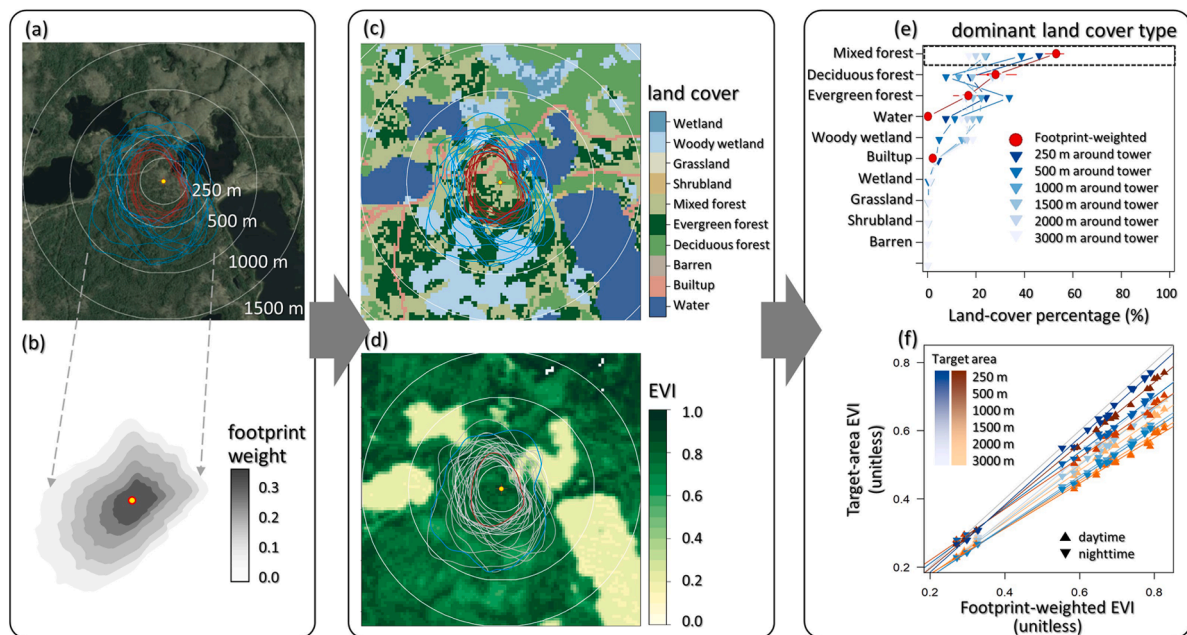 (a)
250 m
500 m
1000 m
1500 m
(b)
footprint
weight
0.3
0.2
0.1
0.0
(c)
land cover
Wetland
Woody wetland
Grassland
Shrubland
Mixed forest
Evergreen forest
Deciduous forest
Barren
Builtup
Water
(d)
EVI
1.0
0.8
0.6
0.4
0.2
0.0
(e)
dominant land cover type
Mixed forest
Deciduous forest
Evergreen forest
Water
Woody wetland
Builtup
Wetland
Grassland
Shrubland
Barren
Footprint-weighted
250 m around tower
500 m around tower
1000 m around tower
1500 m around tower
2000 m around tower
3000 m around tower
0 20 40 60 80 100
Land-cover percentage (%)
(f)
Target-area EVI
(unitless)
0.8
0.6
0.4
0.2
Target area
250 m
500 m
1000 m
1500 m
2000 m
3000 m
daytime
nighttime
0.2 0.4 0.6 0.8
Footprint-weighted EVI
(unitless)